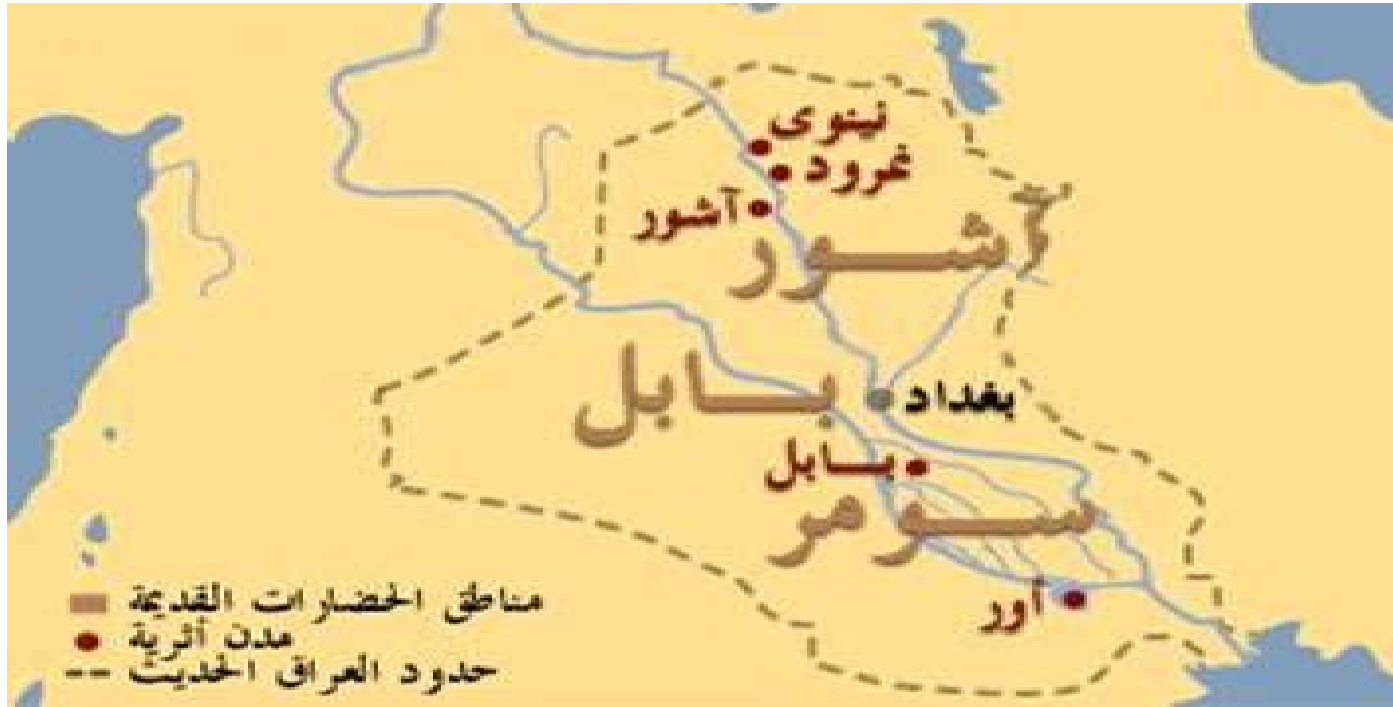 نينوى
نمرود
آشور
آشور
بابل
بغداد
بابل
سومر
أور
مناطق الحضارات القديمة
مدن أثرية
حدود العراق الحديث